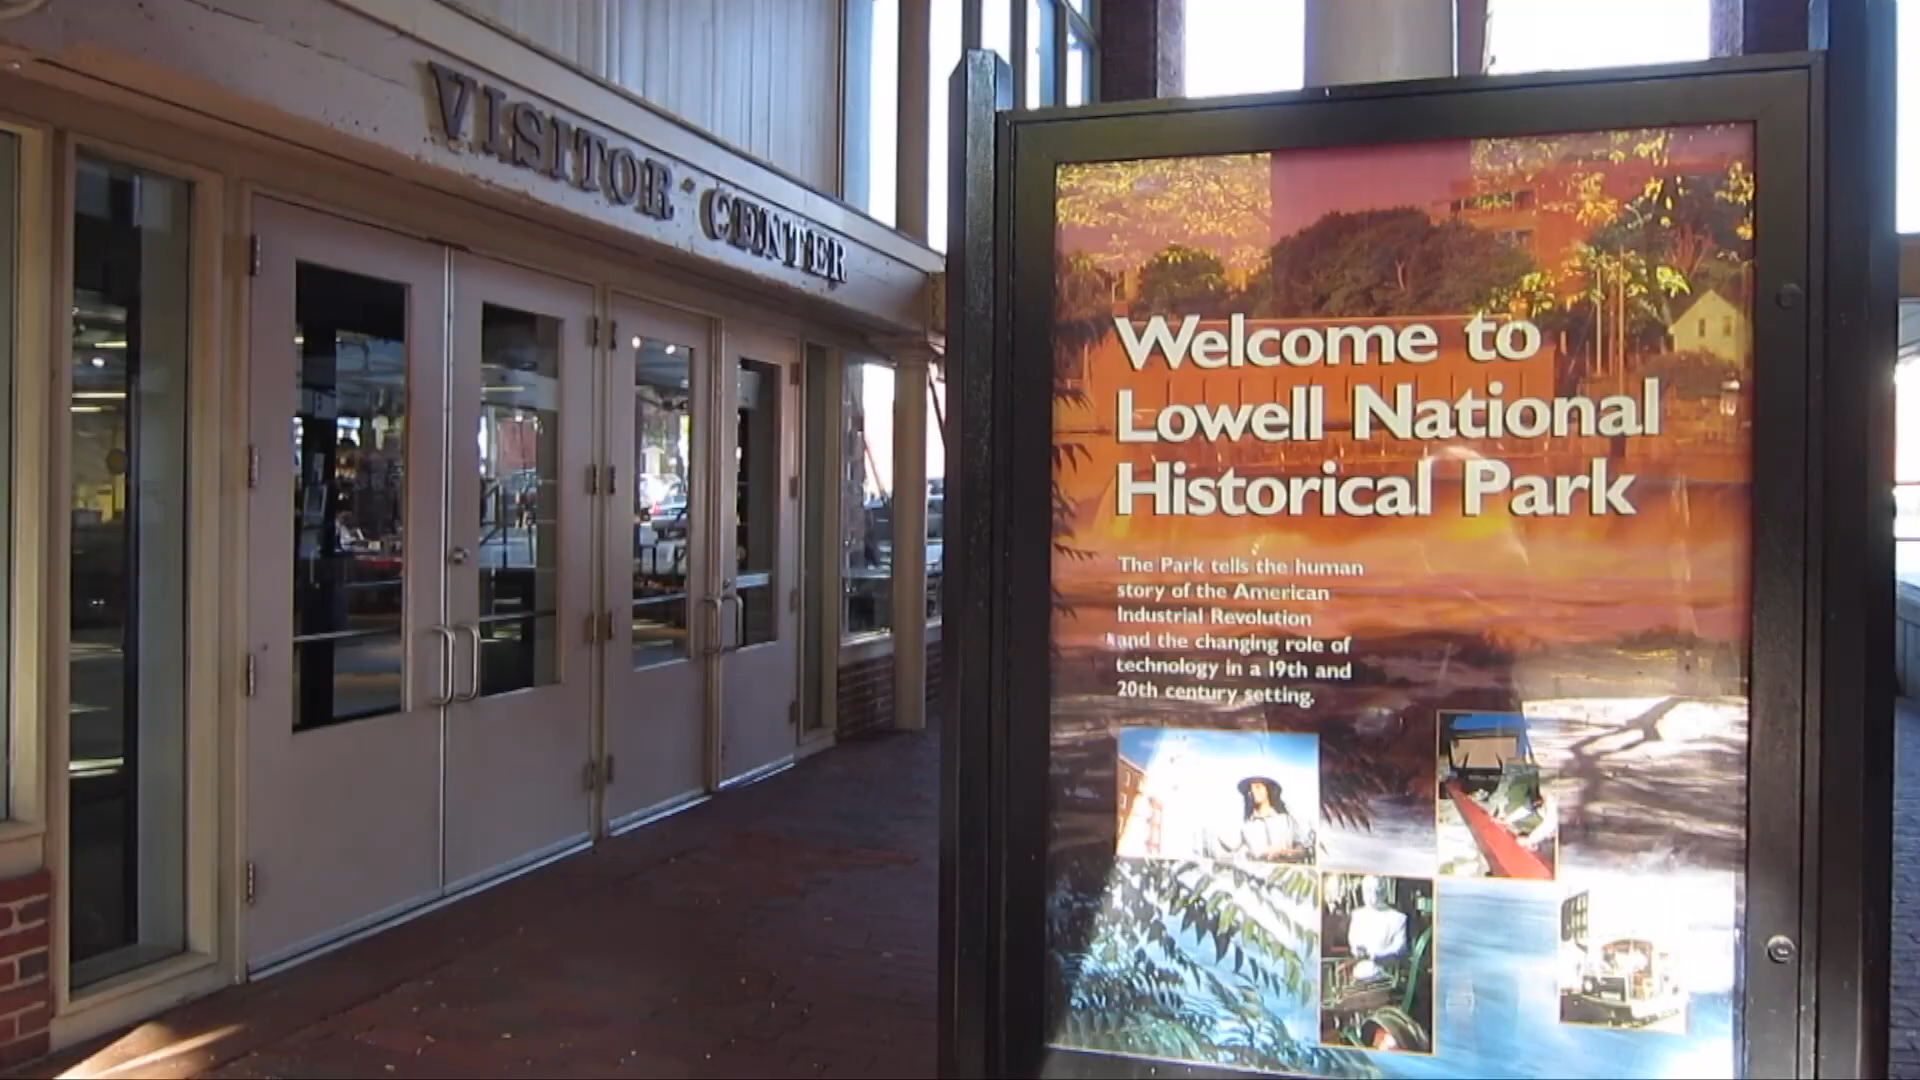 VISITOR CENTER
Welcome to
Lowell National
Historical Park
The Park tells the human
story of the American
Industrial Revolution
and the changing role of
technology in a 19th and
20th century setting.